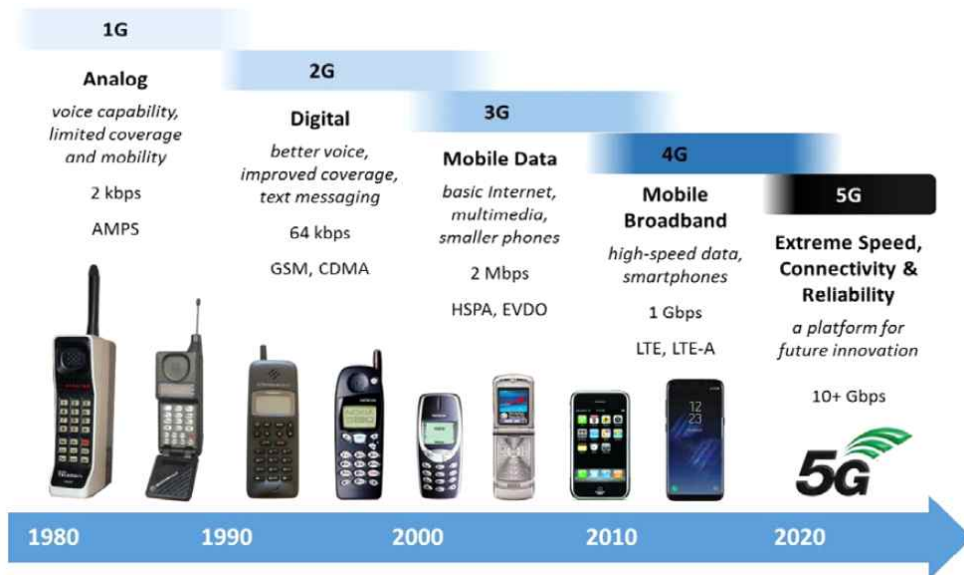 1G
Analog
voice capability,
limited coverage
and mobility
2 kbps
AMPS
2G
Digital
better voice,
improved coverage,
text messaging
64 kbps
GSM, CDMA
3G
Mobile Data
basic Internet,
multimedia,
smaller phones
2 Mbps
HSPA, EVDO
4G
Mobile
Broadband
high-speed data,
smartphones
1 Gbps
LTE, LTE-A
5G
Extreme Speed,
Connectivity &
Reliability
a platform for
future innovation
10+ Gbps
NOKIA
12
23
5G
1980
1990
2000
2010
2020